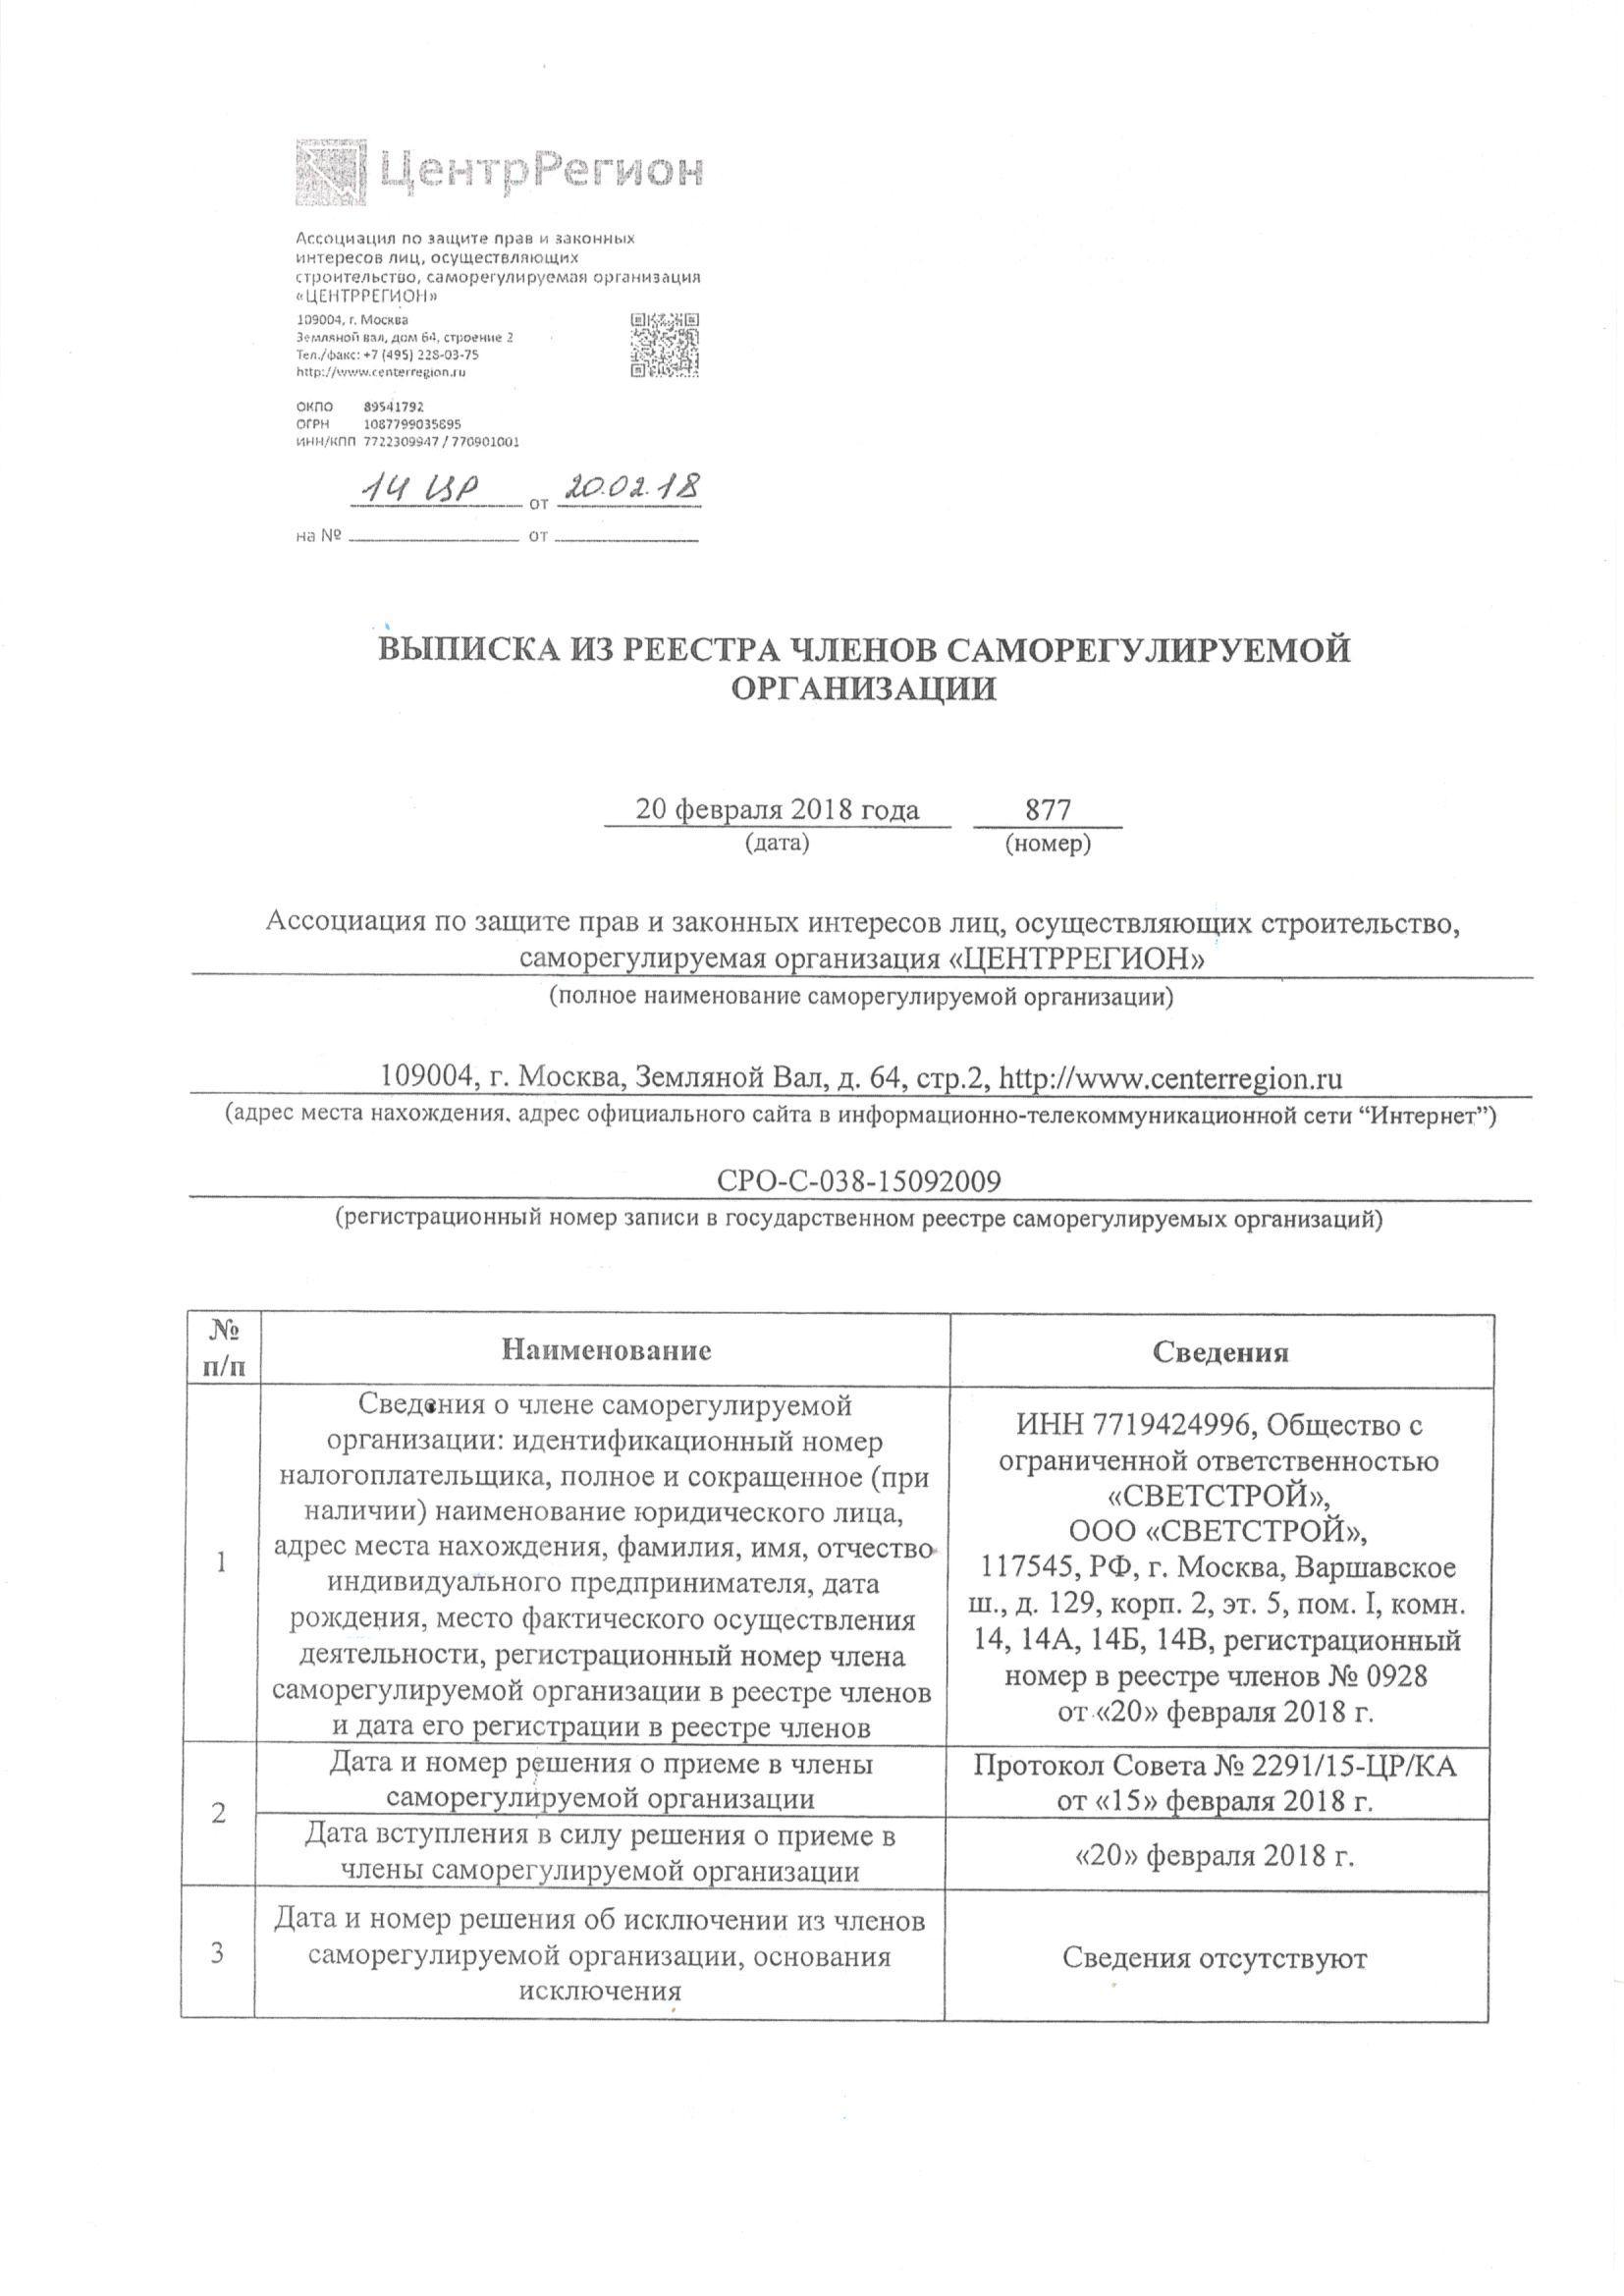 ЦентрРегион
Ассоциация по защите прав и законных
интересов лиц, осуществляющих
строительство, саморегулируемая организация
«ЦЕНТРРЕГИОН»
109004, г. Москва
Земляной вал, дом 64, строение 2
Тел./факс: +7 (495) 228-03-75
http://www.centerregion.ru
ОКПО 89541792
ОГРН 1087799035895
ИНН/КПП 7722309947 / 770901001
14 ЦР от 20.02.18
на № от
ВЫПИСКА ИЗ РЕЕСТРА ЧЛЕНОВ САМОРЕГУЛИРУЕМОЙ
ОРГАНИЗАЦИИ
20 февраля 2018 года 877
(дата) (номер)
Ассоциация по защите прав и законных интересов лиц, осуществляющих строительство,
саморегулируемая организация «ЦЕНТРРЕГИОН»
(полное наименование саморегулируемой организации)
109004, г. Москва, Земляной Вал, д. 64, стр.2, http://www.centerregion.ru
(адрес места нахождения, адрес официального сайта в информационно-телекоммуникационной сети “Интернет”)
СРО-С-038-15092009
(регистрационный номер записи в государственном реестре саморегулируемых организаций)
№
п/п
Наименование
Сведения
1
Сведения о члене саморегулируемой
организации: идентификационный номер
налогоплательщика, полное и сокращенное (при
наличии) наименование юридического лица,
адрес места нахождения, фамилия, имя, отчество
индивидуального предпринимателя, дата
рождения, место фактического осуществления
деятельности, регистрационный номер члена
саморегулируемой организации в реестре членов
и дата его регистрации в реестре членов
ИНН 7719424996, Общество с
ограниченной ответственностью
«СВЕТСТРОЙ»,
ООО «СВЕТСТРОЙ»,
117545, РФ, г. Москва, Варшавское
ш., д. 129, корп. 2, эт. 5, пом. I, комн.
14, 14А, 14Б, 14В, регистрационный
номер в реестре членов № 0928
от «20» февраля 2018 г.
2
Дата и номер решения о приеме в члены
саморегулируемой организации
Протокол Совета № 2291/15-ЦР/КА
от «15» февраля 2018 г.
Дата вступления в силу решения о приеме в
члены саморегулируемой организации
«20» февраля 2018 г.
3
Дата и номер решения об исключении из членов
саморегулируемой организации, основания
исключения
Сведения отсутствуют